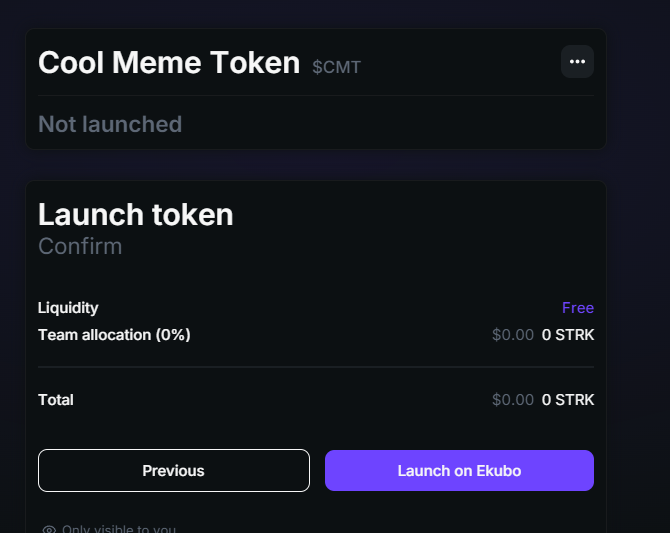 Cool Meme Token $CMT
•••
Not launched
Launch token
Confirm
Liquidity Free
Team allocation (0%) $0.00 0 STRK
Total $0.00 0 STRK
Previous Launch on Ekubo
Only visible to you